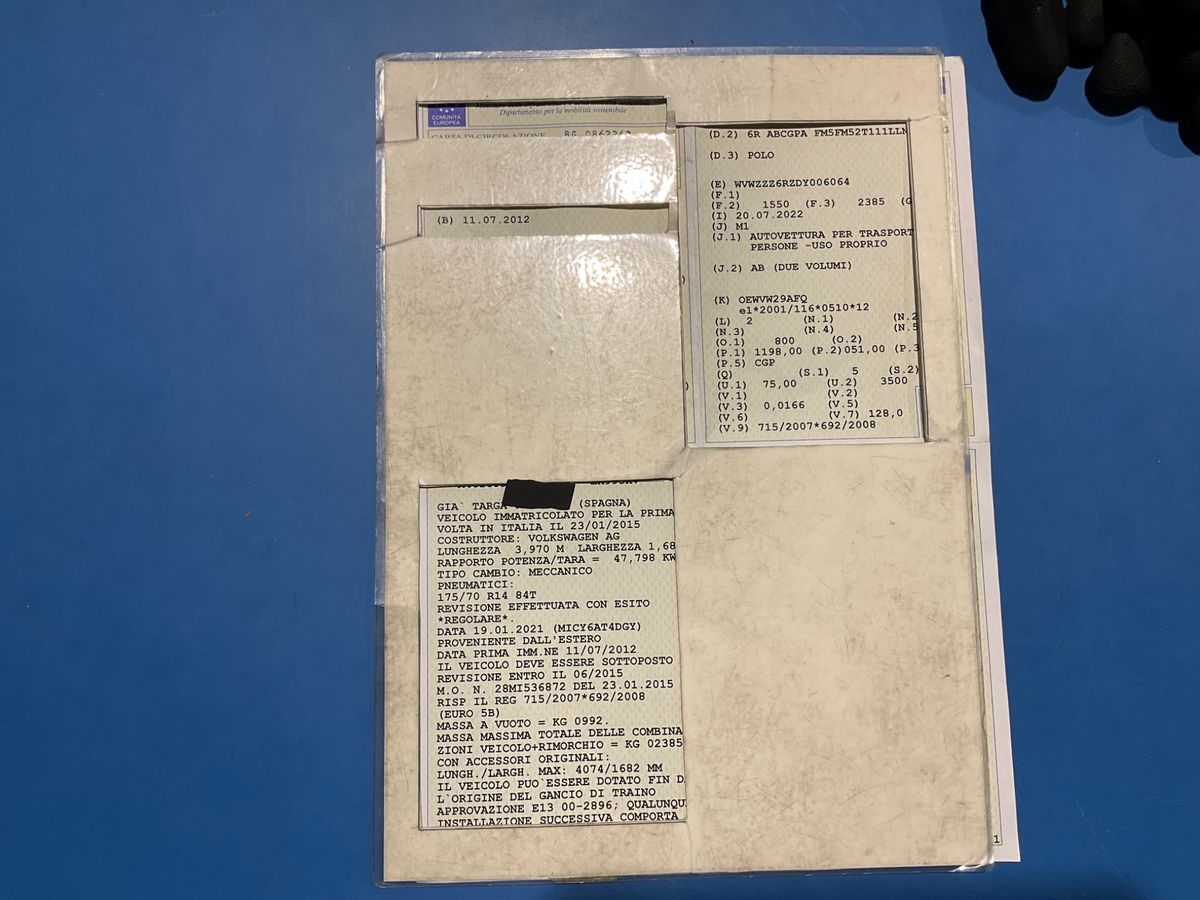 Dipartimento per la mobilità sostenibile
COMUNITÀ
EUROPEA
CARTA DI CIRCOLAZIONE
(B) 11.07.2012
(D.2) 6R ABCGPA FM5FM52T111LLN
(D.3) POLO
(E) WVWZZZ6RZDY006064
(F.1)
(F.2) 1550 (F.3) 2385 (G
(I) 20.07.2022
(J) M1
(J.1) AUTOVETTURA PER TRASPORT
PERSONE -USO PROPRIO
(J.2) AB (DUE VOLUMI)
(K) OEWVW29AFQ
e1*2001/116*0510*12
(L) 2 (N.1) (N.2
(N.3) (N.4) (N.5
(O.1) 800 (O.2)
(P.1) 1198,00 (P.2)051,00 (P.3
(P.5) CGP
(Q) (S.1) 5 (S.2)
(U.1) 75,00 (U.2) 3500
(V.1) (V.2)
(V.3) 0,0166 (V.5)
(V.6) (V.7) 128,0
(V.9) 715/2007*692/2008
GIA` TARGA (SPAGNA)
VEICOLO IMMATRICOLATO PER LA PRIMA
VOLTA IN ITALIA IL 23/01/2015
COSTRUTTORE: VOLKSWAGEN AG
LUNGHEZZA 3,970 M LARGHEZZA 1,68
RAPPORTO POTENZA/TARA = 47,798 KW
TIPO CAMBIO: MECCANICO
PNEUMATICI:
175/70 R14 84T
REVISIONE EFFETTUATA CON ESITO
*REGOLARE*.
DATA 19.01.2021 (MICY6AT4DGY)
PROVENIENTE DALL'ESTERO
DATA PRIMA IMM.NE 11/07/2012
IL VEICOLO DEVE ESSERE SOTTOPOSTO
REVISIONE ENTRO IL 06/2015
M.O. N. 28MI536872 DEL 23.01.2015
RISP IL REG 715/2007*692/2008
(EURO 5B)
MASSA A VUOTO = KG 0992.
MASSA MASSIMA TOTALE DELLE COMBINA
ZIONI VEICOLO+RIMORCHIO = KG 02385
CON ACCESSORI ORIGINALI:
LUNGH./LARGH. MAX: 4074/1682 MM
IL VEICOLO PUO`ESSERE DOTATO FIN D
L`ORIGINE DEL GANCIO DI TRAINO
APPROVAZIONE E13 00-2896; QUALUNQU
INSTALLAZIONE SUCCESSIVA COMPORTA
1